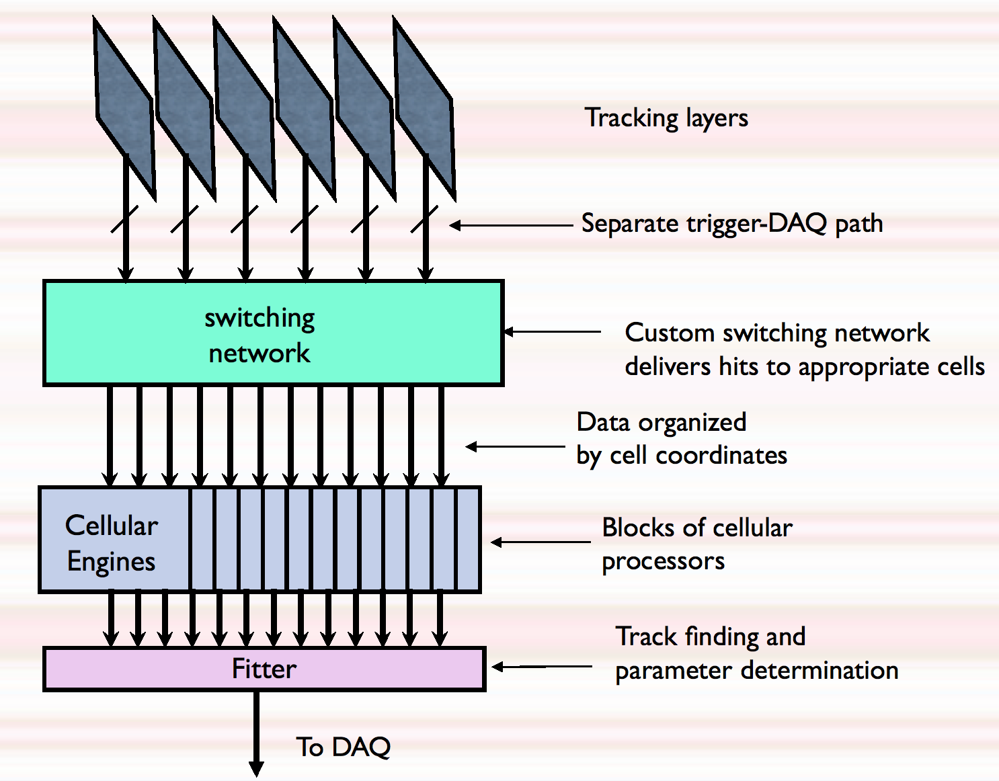 Tracking layers
Separate trigger-DAQ path
switching
network
Custom switching network
delivers hits to appropriate cells
Data organized
by cell coordinates
Cellular
Engines
Blocks of cellular
processors
Track finding and
parameter determination
Fitter
To DAQ